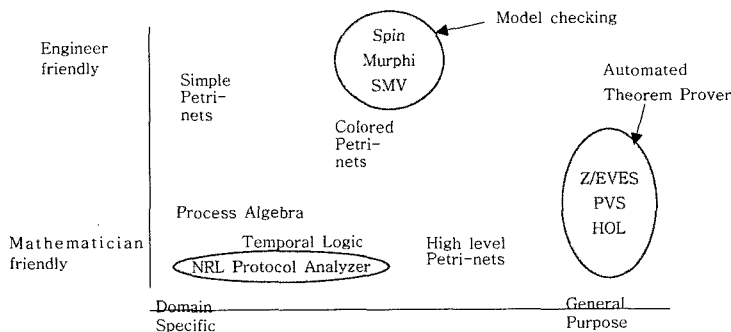 Model checking
Spin
Murphi
SMV
Engineer
friendly
Simple
Petri-
nets
Automated
Theorem Prover
Colored
Petri-
nets
Z/EVES
PVS
HOL
Process Algebra
Temporal Logic
NRL Protocol Analyzer
High level
Petri-nets
Mathematician
friendly
Domain
Specific
General
Purpose